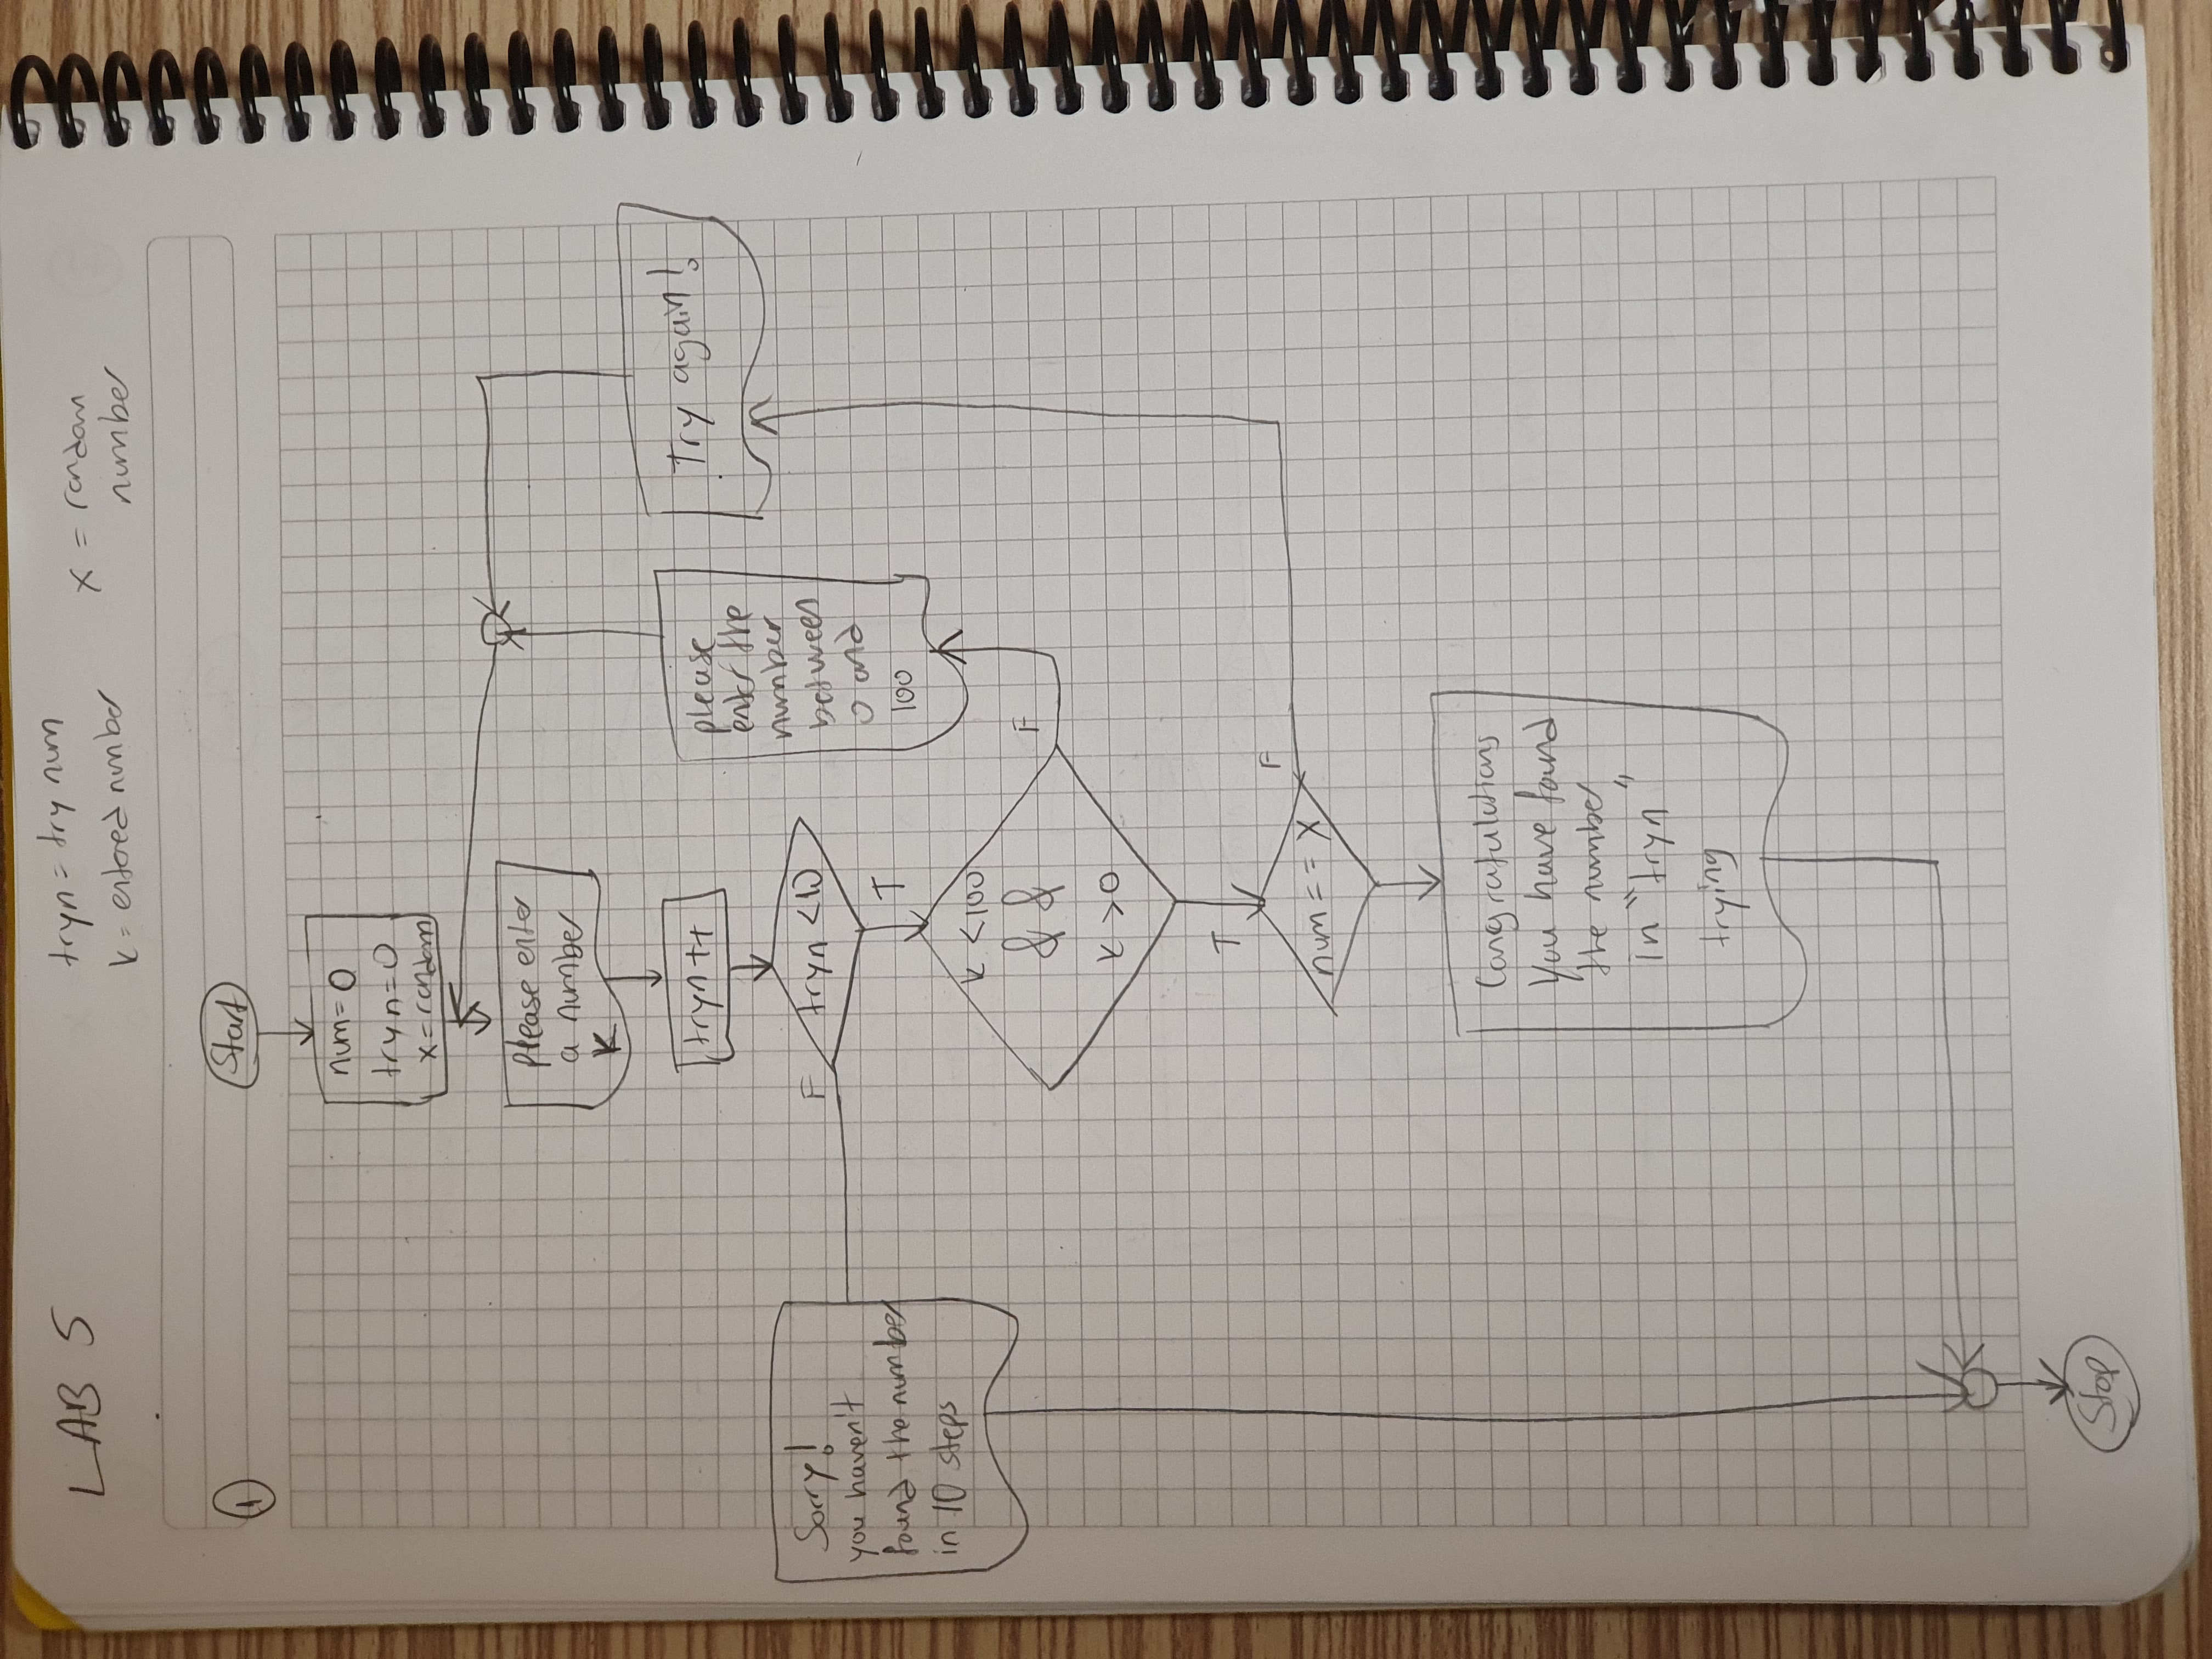 LAB 5
tryn = try num
k = entered number
x = random
number
1
Start
num=0
tryn=0
x=random
please enter
a number
k
tryn++
tryn <10
F
T
Sorry!
you haven't
found the number
in 10 steps
please
enter the
number
between
0 and
100
Try again!
k <100
&&
k >0
F
T
num == X
F
Congratulations
You have found
the number
in "tryn"
trying
Stop